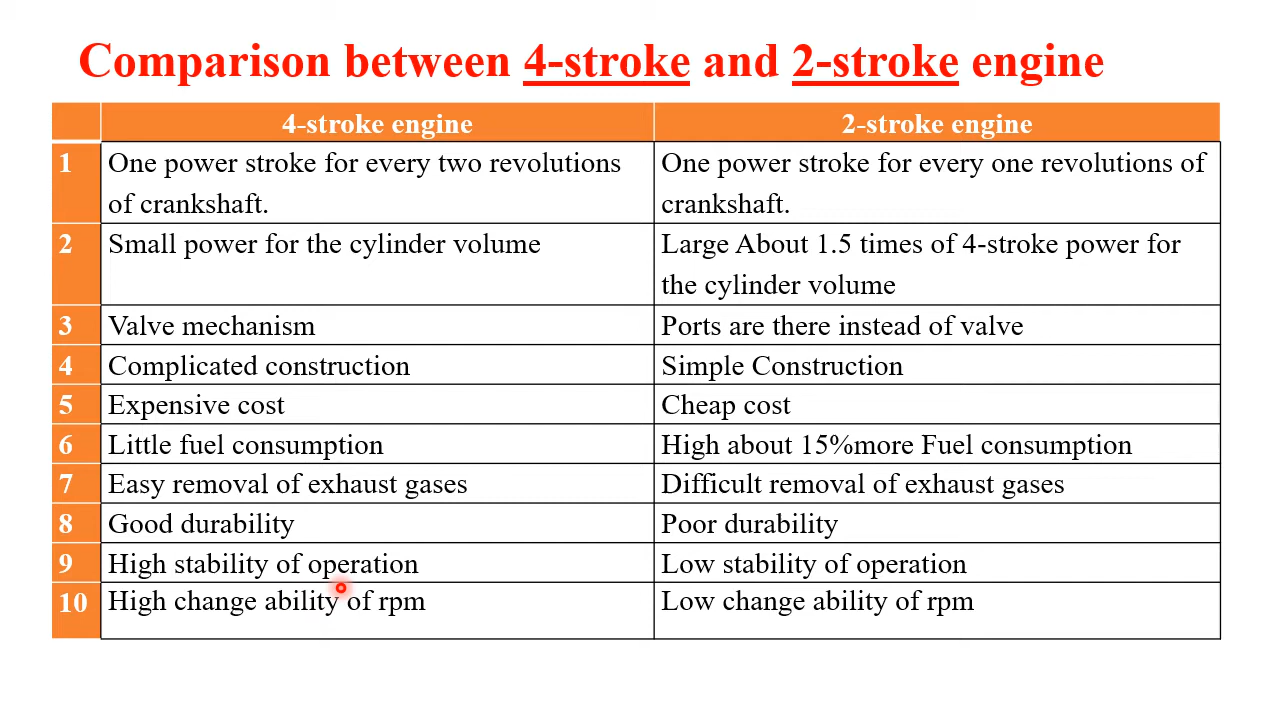 Comparison between 4-stroke and 2-stroke engine
4-stroke engine
2-stroke engine
1
One power stroke for every two revolutions
of crankshaft.
One power stroke for every one revolutions of
crankshaft.
2
Small power for the cylinder volume
Large About 1.5 times of 4-stroke power for
the cylinder volume
3
Valve mechanism
Ports are there instead of valve
4
Complicated construction
Simple Construction
5
Expensive cost
Cheap cost
6
Little fuel consumption
High about 15%more Fuel consumption
7
Easy removal of exhaust gases
Difficult removal of exhaust gases
8
Good durability
Poor durability
9
High stability of operation
Low stability of operation
10
High change ability of rpm
Low change ability of rpm